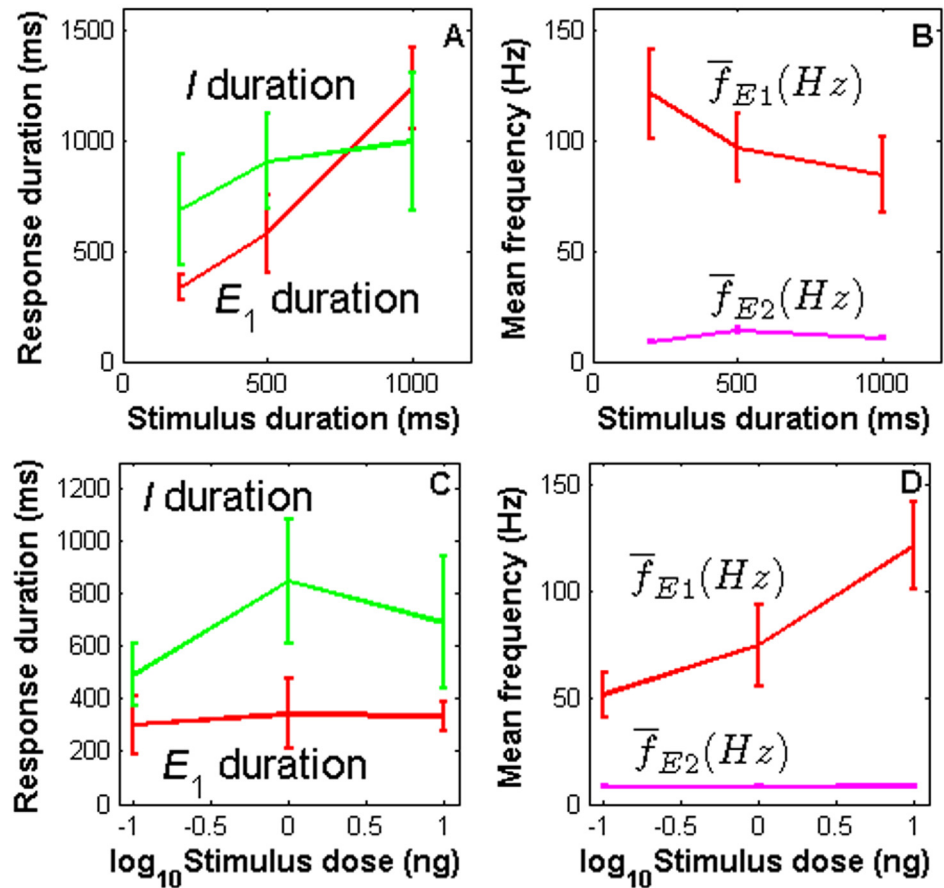 A
Response duration (ms)
1500
1000
500
0
I duration
E1 duration
0 500 1000
Stimulus duration (ms)
B
Mean frequency (Hz)
150
100
50
0
f̅E1(Hz)
f̅E2(Hz)
0 500 1000
Stimulus duration (ms)
C
Response duration (ms)
1200
1000
800
600
400
200
0
I duration
E1 duration
-1 -0.5 0 0.5 1
log10Stimulus dose (ng)
D
Mean frequency (Hz)
150
100
50
0
f̅E1(Hz)
f̅E2(Hz)
-1 -0.5 0 0.5 1
log10Stimulus dose (ng)